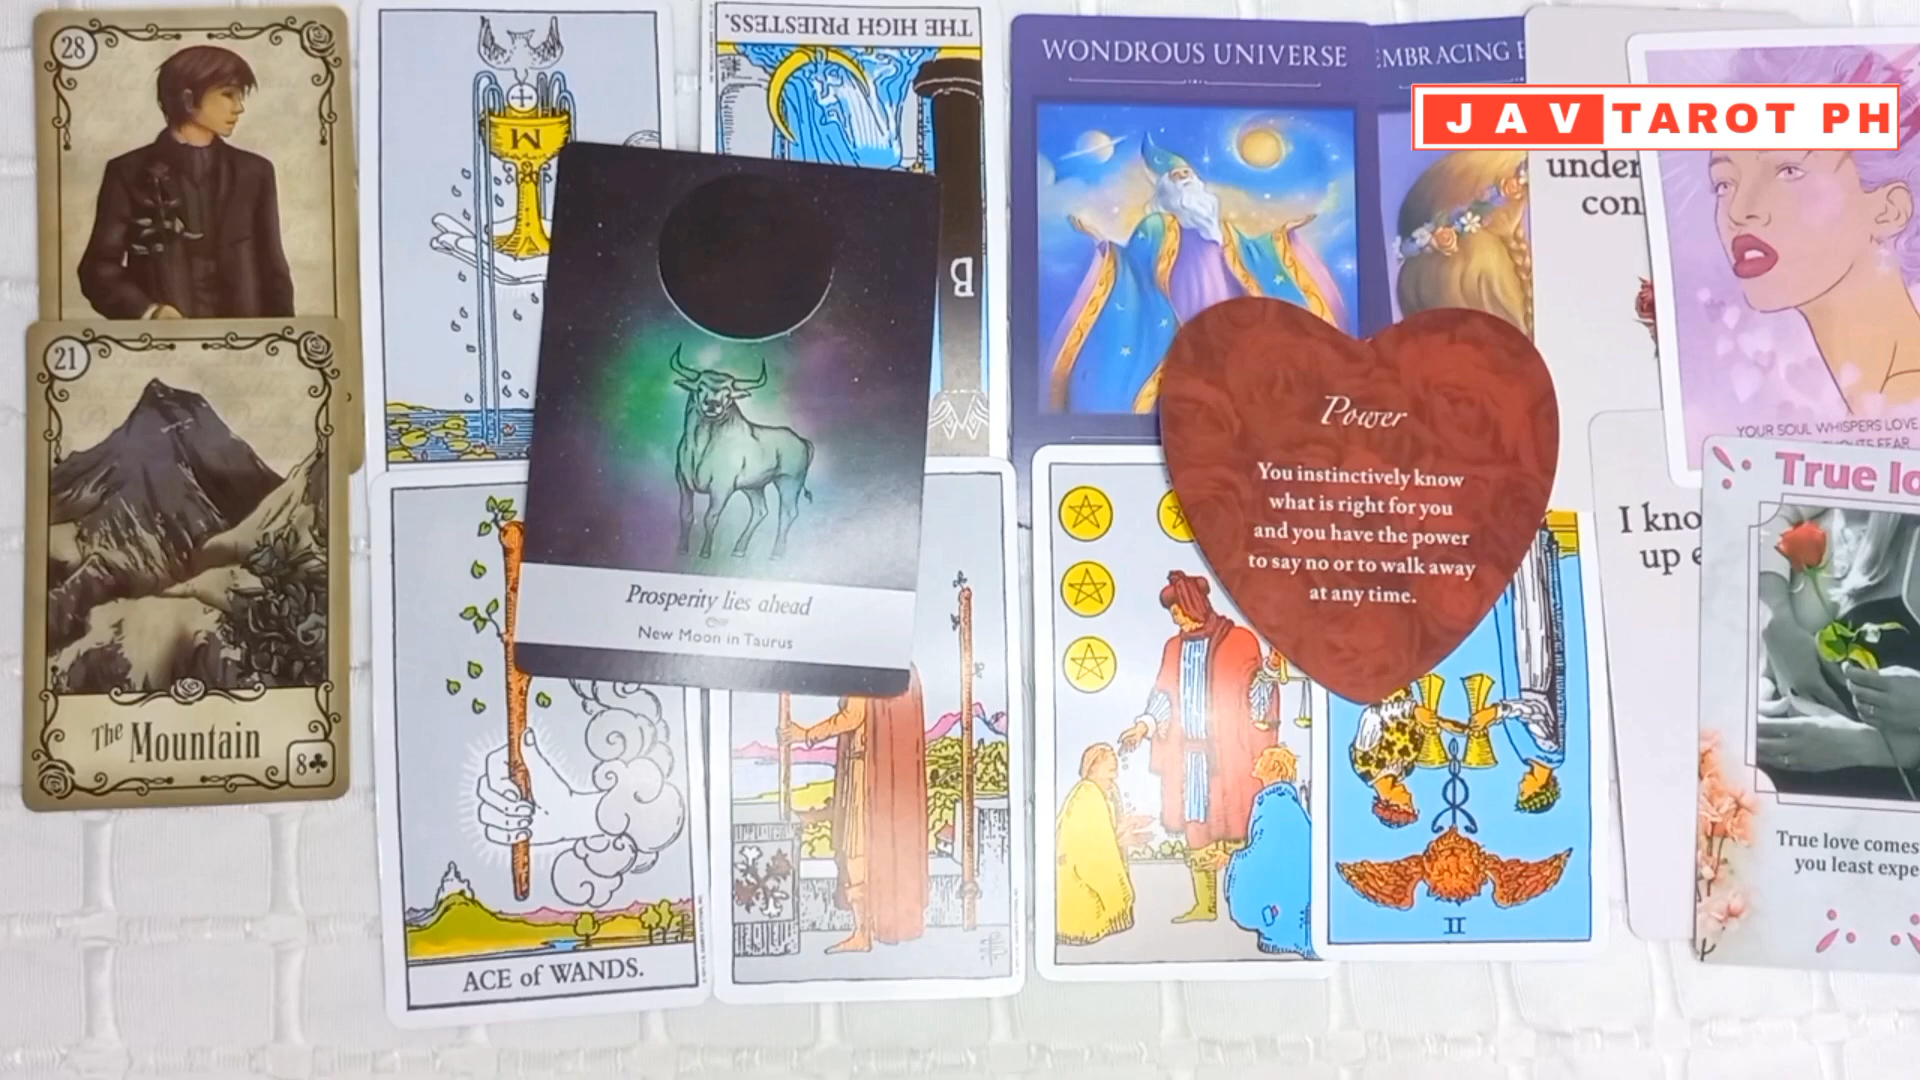 28
THE HIGH PRIESTESS.
WONDROUS UNIVERSE
EMBRACING
JAV TAROT PH
under
con
B
21
YOUR SOUL WHISPERS LOVE
FEAR
True lo
Power
You instinctively know
what is right for you
and you have the power
to say no or to walk away
at any time.
I kno
up e
Prosperity lies ahead
New Moon in Taurus
The Mountain
8♣
True love comes
you least expe
II
ACE of WANDS.